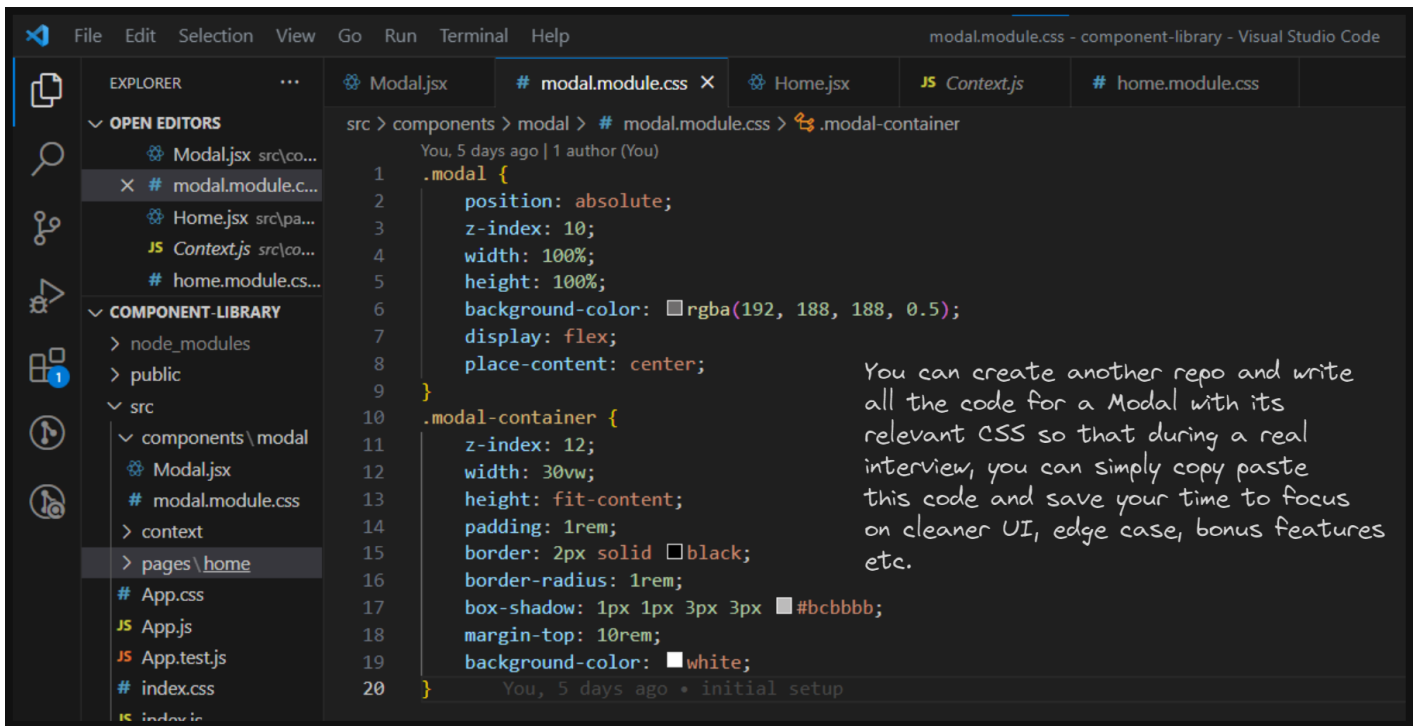 File Edit Selection View Go Run Terminal Help
modal.module.css - component-library - Visual Studio Code
EXPLORER ···
Modal.jsx
# modal.module.css ×
Home.jsx
JS Context.js
# home.module.css
OPEN EDITORS
Modal.jsx src\co...
× # modal.module.c...
Home.jsx src\pa...
JS Context.js src\co...
# home.module.cs...
COMPONENT-LIBRARY
> node_modules
> public
src
components\modal
Modal.jsx
# modal.module.css
> context
> pages\home
# App.css
JS App.js
JS App.test.js
# index.css
JS index.js
1
src > components > modal > # modal.module.css > .modal-container
You, 5 days ago | 1 author (You)
1 .modal {
2 position: absolute;
3 z-index: 10;
4 width: 100%;
5 height: 100%;
6 background-color: rgba(192, 188, 188, 0.5);
7 display: flex;
8 place-content: center;
9 }
10 .modal-container {
11 z-index: 12;
12 width: 30vw;
13 height: fit-content;
14 padding: 1rem;
15 border: 2px solid black;
16 border-radius: 1rem;
17 box-shadow: 1px 1px 3px 3px #bcbbbb;
18 margin-top: 10rem;
19 background-color: white;
20 } You, 5 days ago • initial setup
You can create another repo and write
all the code for a Modal with its
relevant CSS so that during a real
interview, you can simply copy paste
this code and save your time to focus
on cleaner UI, edge case, bonus features
etc.